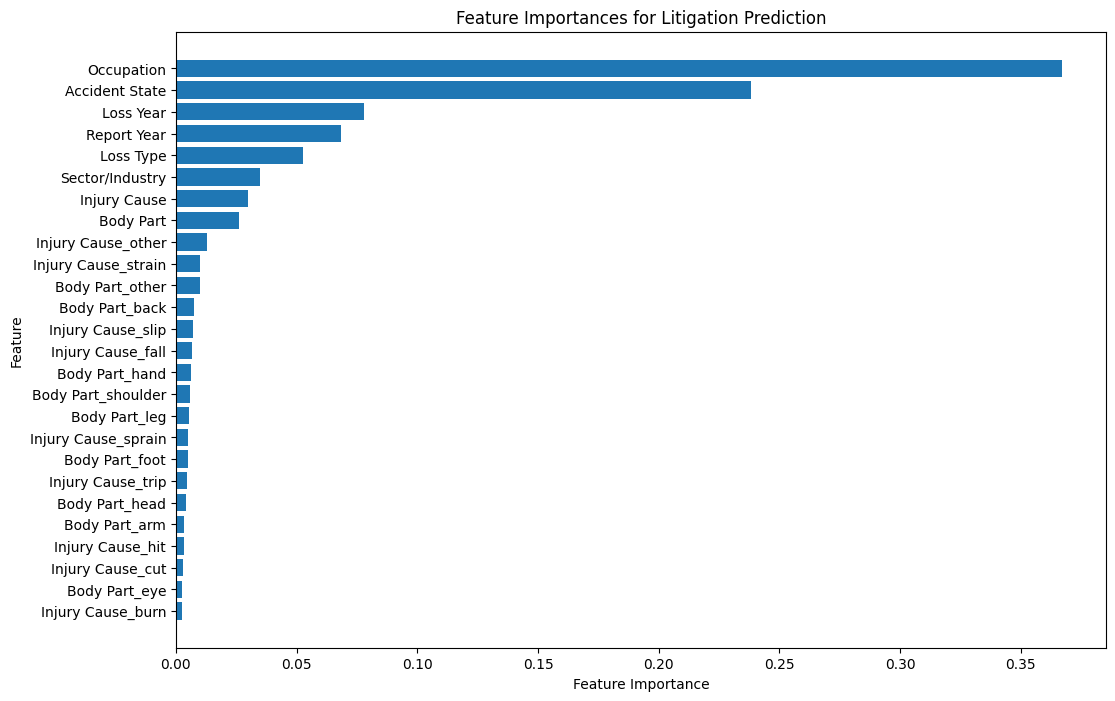 Feature Importances for Litigation Prediction
Feature
Occupation
Accident State
Loss Year
Report Year
Loss Type
Sector/Industry
Injury Cause
Body Part
Injury Cause_other
Injury Cause_strain
Body Part_other
Body Part_back
Injury Cause_slip
Injury Cause_fall
Body Part_hand
Body Part_shoulder
Body Part_leg
Injury Cause_sprain
Body Part_foot
Injury Cause_trip
Body Part_head
Body Part_arm
Injury Cause_hit
Injury Cause_cut
Body Part_eye
Injury Cause_burn
0.00 0.05 0.10 0.15 0.20 0.25 0.30 0.35
Feature Importance